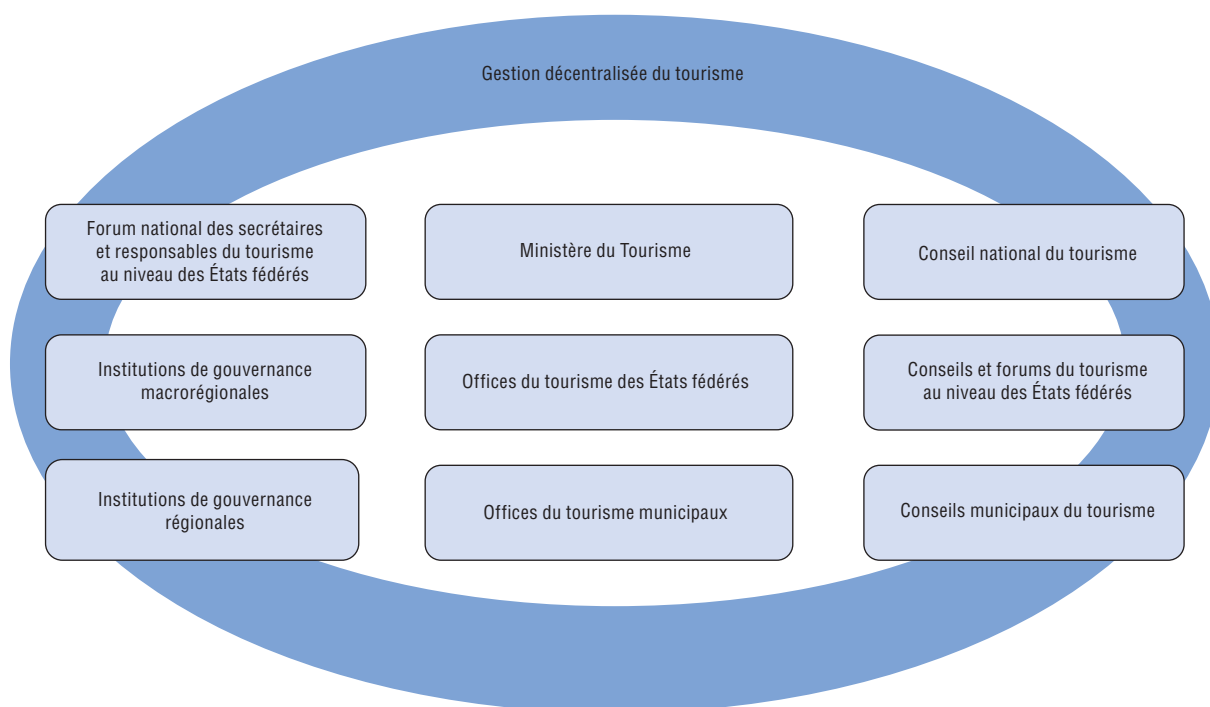 Gestion décentralisée du tourisme
Forum national des secrétaires
et responsables du tourisme
au niveau des États fédérés
Ministère du Tourisme
Conseil national du tourisme
Institutions de gouvernance
macrorégionales
Offices du tourisme des États fédérés
Conseils et forums du tourisme
au niveau des États fédérés
Institutions de gouvernance
régionales
Offices du tourisme municipaux
Conseils municipaux du tourisme